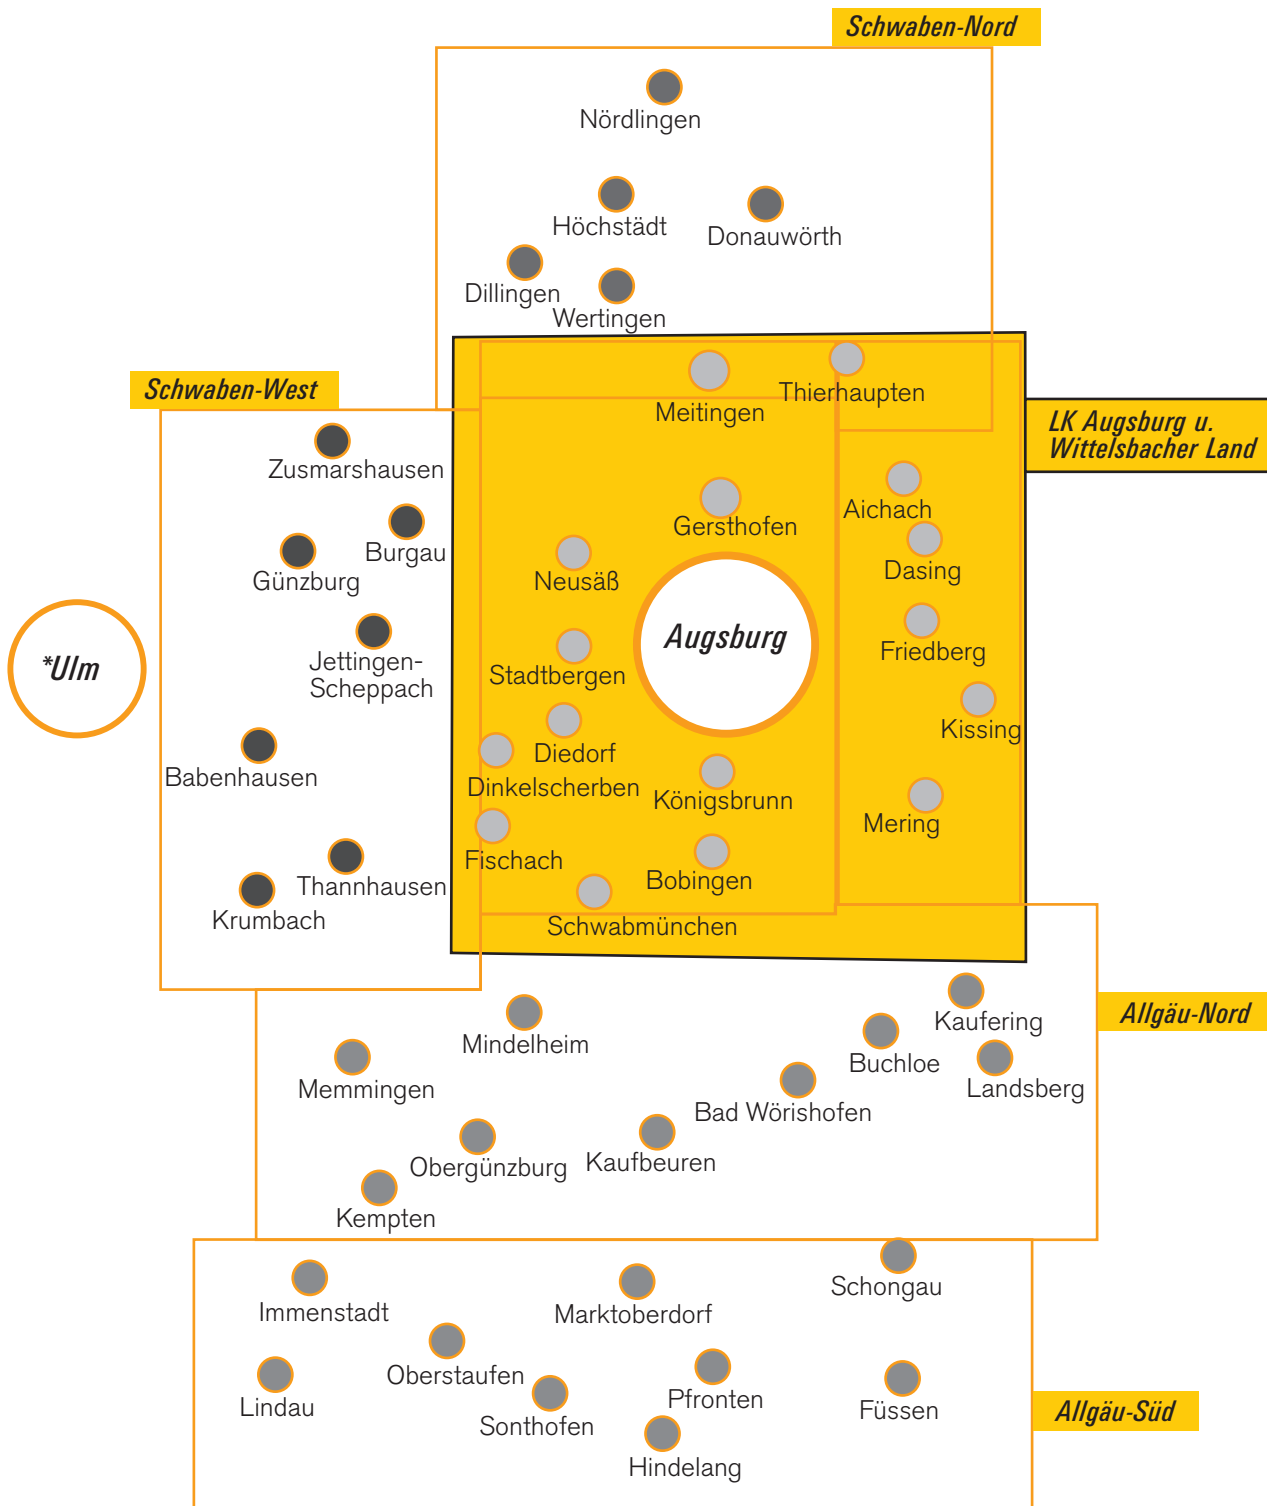 Schwaben-Nord
Nördlingen
Höchstädt
Donauwörth
Dillingen
Wertingen
Schwaben-West
Meitingen
Thierhaupten
LK Augsburg u.
Wittelsbacher Land
Zusmarshausen
Burgau
Günzburg
Gersthofen
Aichach
Neusäß
Dasing
*Ulm
Jettingen-
Scheppach
Stadtbergen
Augsburg
Friedberg
Kissing
Babenhausen
Diedorf
Dinkelscherben
Königsbrunn
Mering
Fischach
Bobingen
Thannhausen
Krumbach
Schwabmünchen
Allgäu-Nord
Kaufering
Mindelheim
Buchloe
Memmingen
Landsberg
Bad Wörishofen
Obergünzburg
Kaufbeuren
Kempten
Schongau
Immenstadt
Marktoberdorf
Oberstaufen
Pfronten
Lindau
Sonthofen
Füssen
Allgäu-Süd
Hindelang